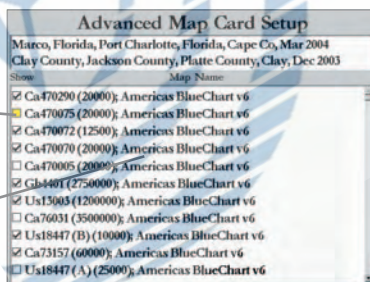 Advanced Map Card Setup
Marco, Florida, Port Charlotte, Florida, Cape Co, Mar 2004
Clay County, Jackson County, Platte County, Clay, Dec 2003
Show Map Name
Ca470290 (20000); Americas BlueChart v6
Ca470075 (20000); Americas BlueChart v6
Ca470072 (12500); Americas BlueChart v6
Ca470070 (20000); Americas BlueChart v6
Ca470005 (20000); Americas BlueChart v6
Gb4401 (2750000); Americas BlueChart v6
Us13003 (1200000); Americas BlueChart v6
Ca76031 (3500000); Americas BlueChart v6
Us18447 (B) (10000); Americas BlueChart v6
Ca73157 (60000); Americas BlueChart v6
Us18447 (A) (25000); Americas BlueChart v6